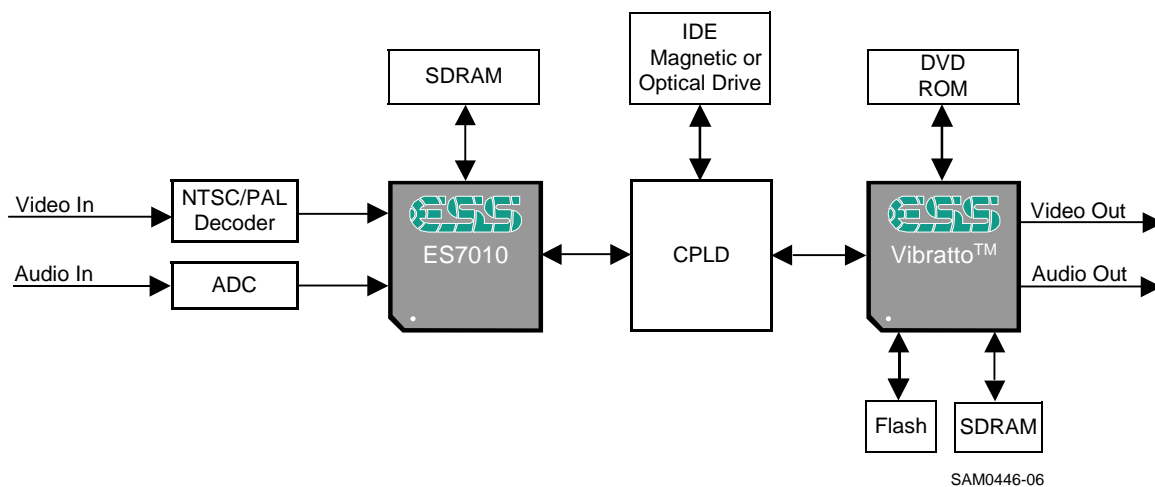 SDRAM
IDE
Magnetic or
Optical Drive
DVD
ROM
Video In
NTSC/PAL
Decoder
Audio In
ADC
ESS
ES7010
CPLD
ESS
Vibratto™
Video Out
Audio Out
Flash
SDRAM
SAM0446-06